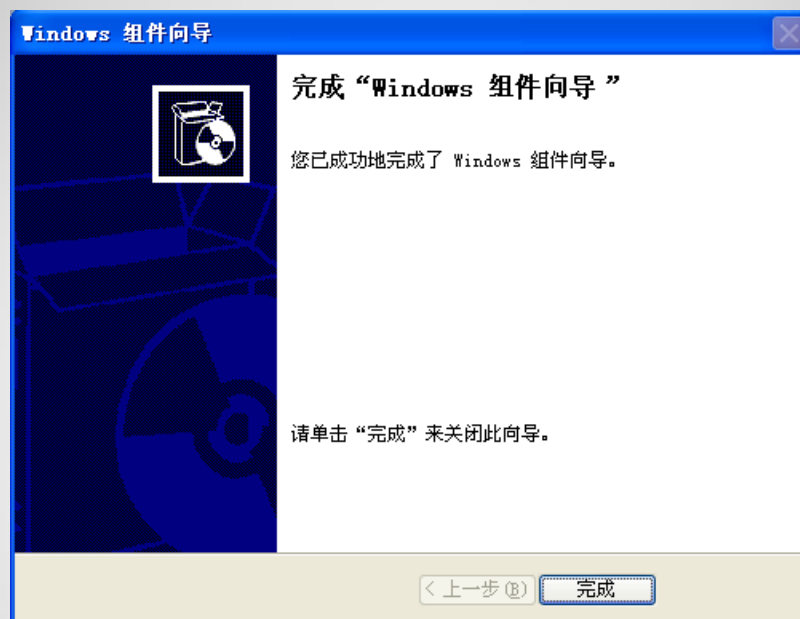 Windows 组件向导
完成“Windows 组件向导 ”
您已成功地完成了 Windows 组件向导。
请单击“完成”来关闭此向导。
< 上一步(B)
完成